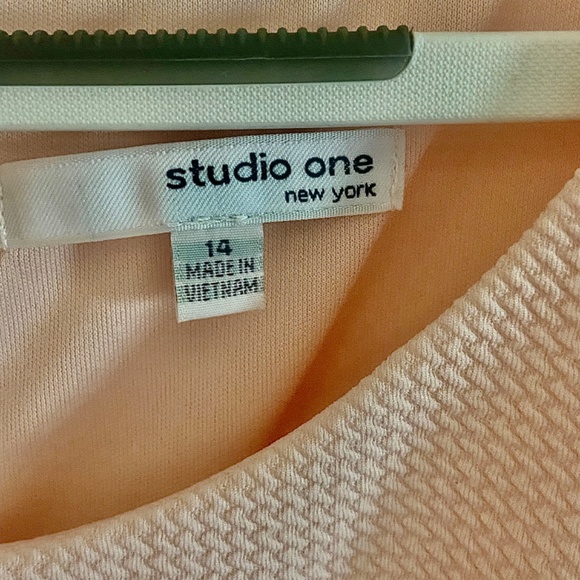 studio one
new york
14
MADE IN
VIETNAM